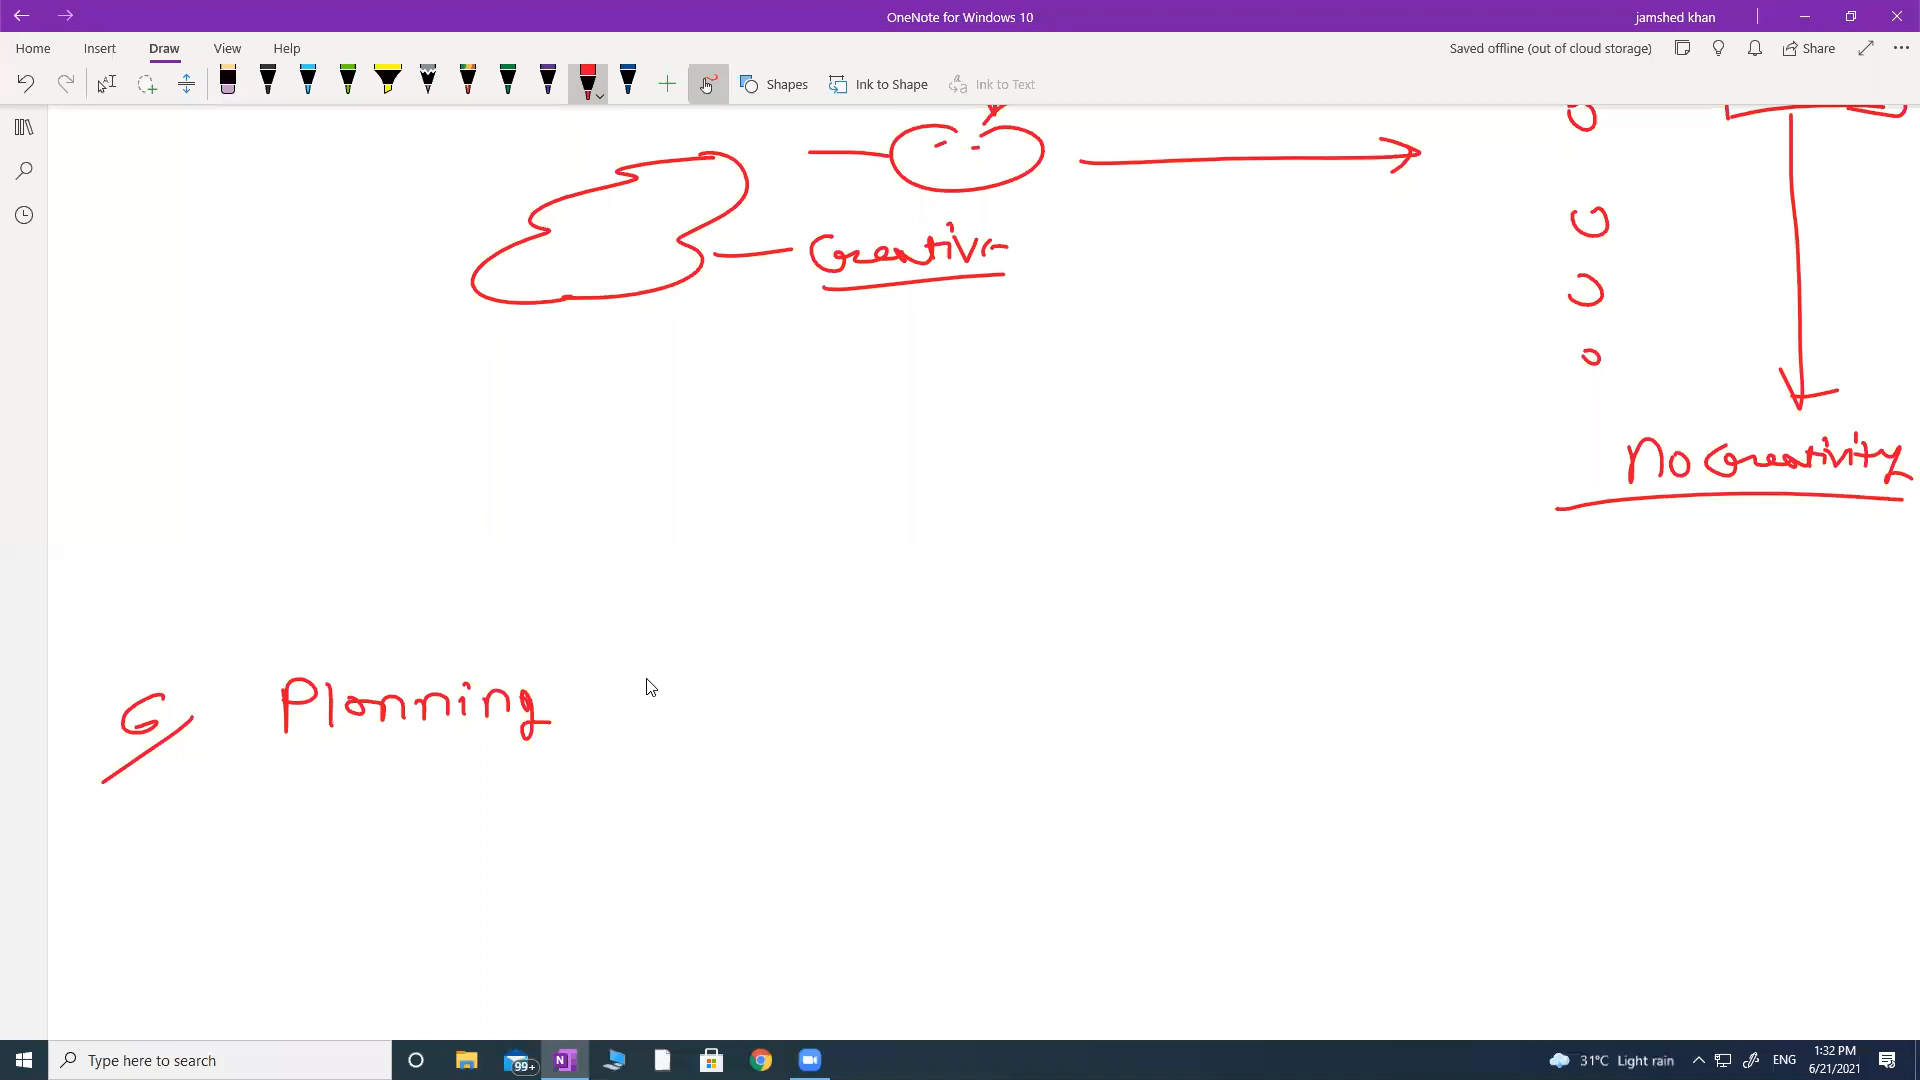 OneNote for Windows 10
jamshed khan
Home Insert Draw View Help
Saved offline (out of cloud storage)
Share
Shapes
Ink to Shape
Ink to Text
Creative
No Creativity
6 Planning
Type here to search
99+
N
31°C Light rain
ENG
1:32 PM
6/21/2021